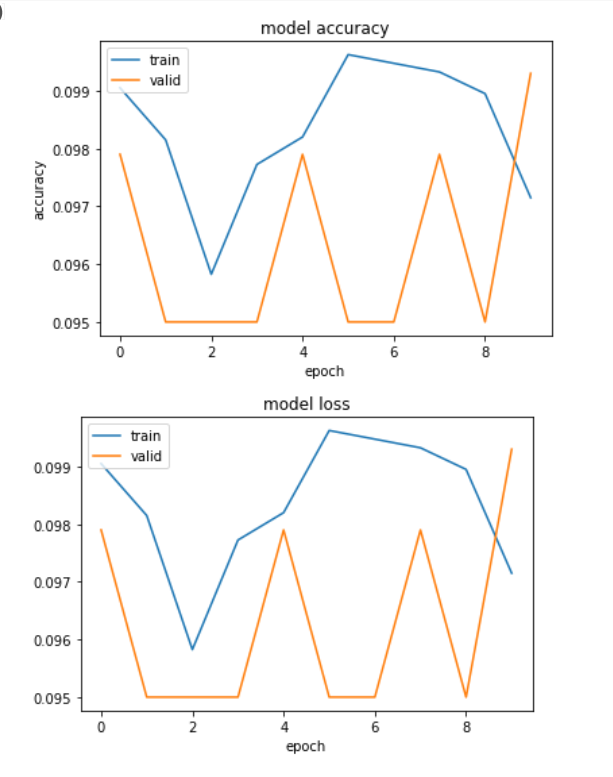 )
model accuracy
train
valid
0.099
0.098
0.097
0.096
0.095
accuracy
0 2 4 6 8
epoch
model loss
train
valid
0.099
0.098
0.097
0.096
0.095
0 2 4 6 8
epoch